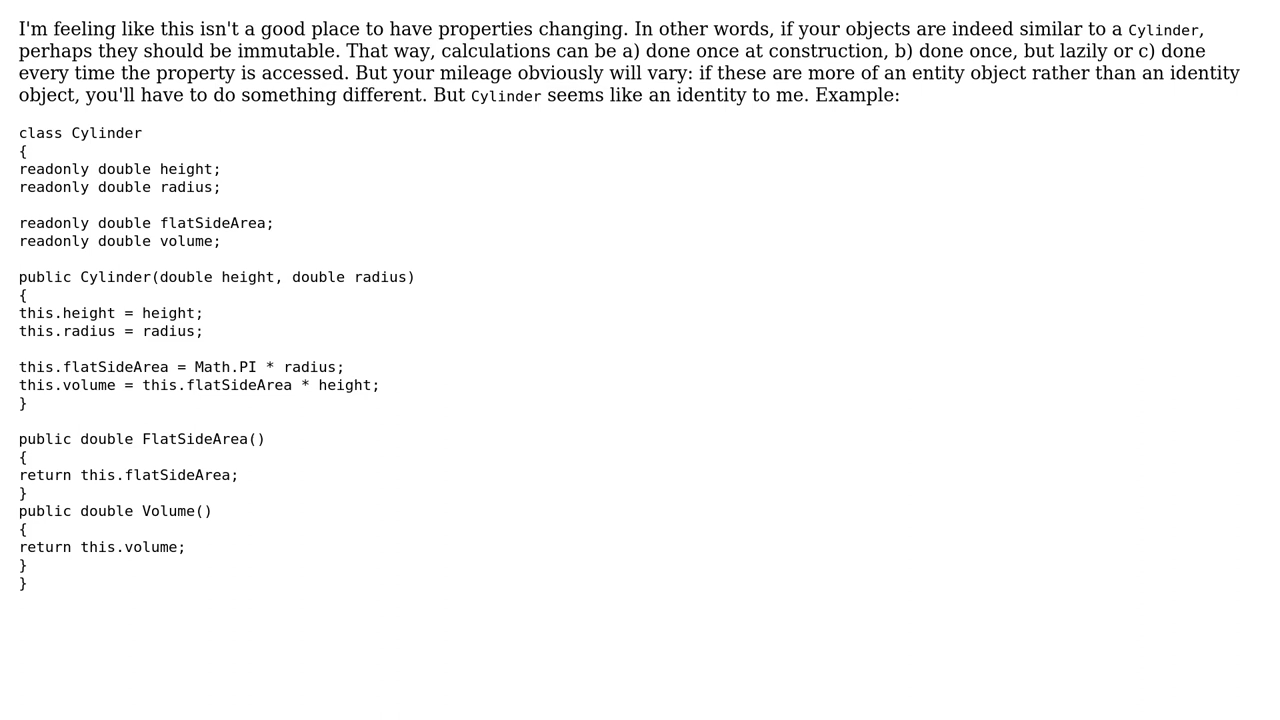 I'm feeling like this isn't a good place to have properties changing. In other words, if your objects are indeed similar to a Cylinder,
perhaps they should be immutable. That way, calculations can be a) done once at construction, b) done once, but lazily or c) done
every time the property is accessed. But your mileage obviously will vary: if these are more of an entity object rather than an identity
object, you'll have to do something different. But Cylinder seems like an identity to me. Example:
class Cylinder
{
readonly double height;
readonly double radius;
readonly double flatSideArea;
readonly double volume;
public Cylinder(double height, double radius)
{
this.height = height;
this.radius = radius;
this.flatSideArea = Math.PI * radius;
this.volume = this.flatSideArea * height;
}
public double FlatSideArea()
{
return this.flatSideArea;
}
public double Volume()
{
return this.volume;
}
}